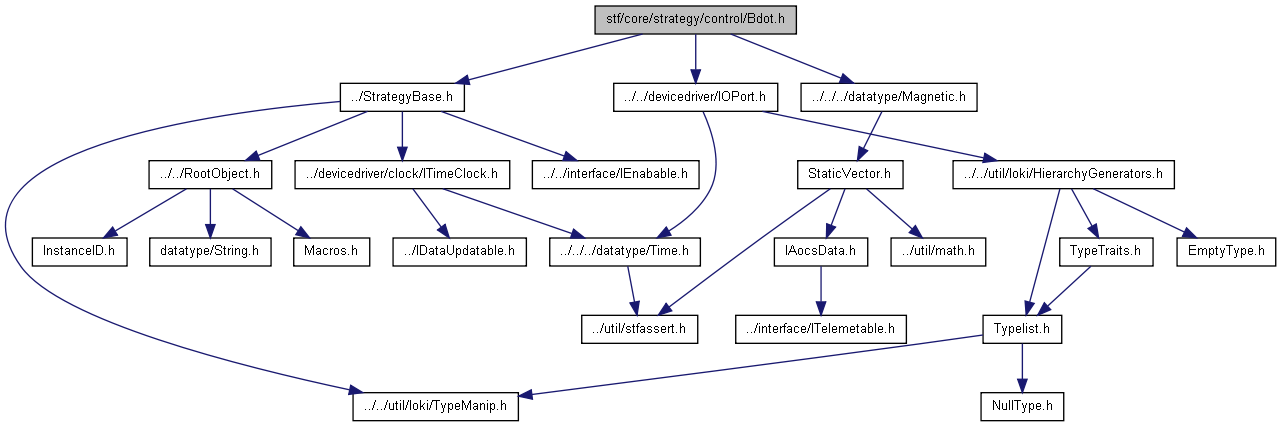 stf/core/strategy/control/Bdot.h
../StrategyBase.h
../../devicedriver/IOPort.h
../../../datatype/Magnetic.h
../../RootObject.h
../devicedriver/clock/ITimeClock.h
../../interface/IEnabable.h
StaticVector.h
../../util/loki/HierarchyGenerators.h
InstanceID.h
datatype/String.h
Macros.h
../IDataUpdatable.h
../../../datatype/Time.h
IAocsData.h
../util/math.h
TypeTraits.h
EmptyType.h
../util/stfassert.h
../interface/ITelemetable.h
Typelist.h
../../util/loki/TypeManip.h
NullType.h